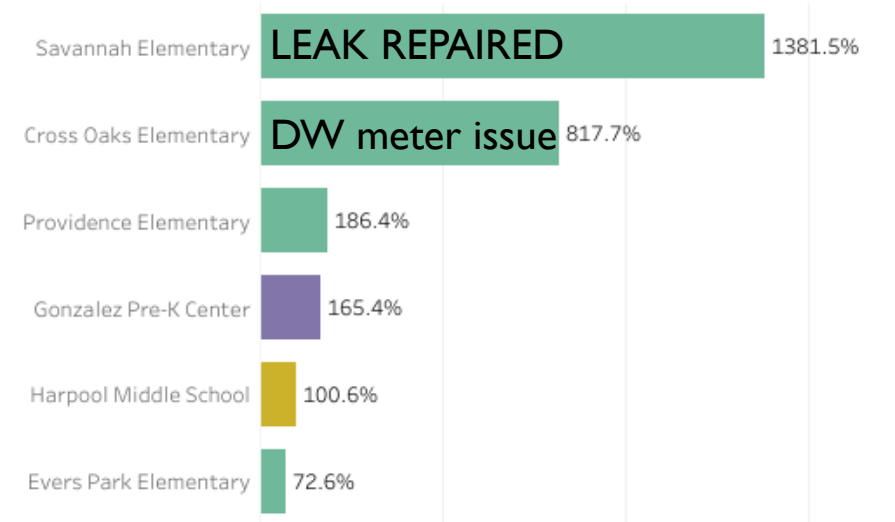 Savannah Elementary LEAK REPAIRED 1381.5%
Cross Oaks Elementary DW meter issue 817.7%
Providence Elementary 186.4%
Gonzalez Pre-K Center 165.4%
Harpool Middle School 100.6%
Evers Park Elementary 72.6%